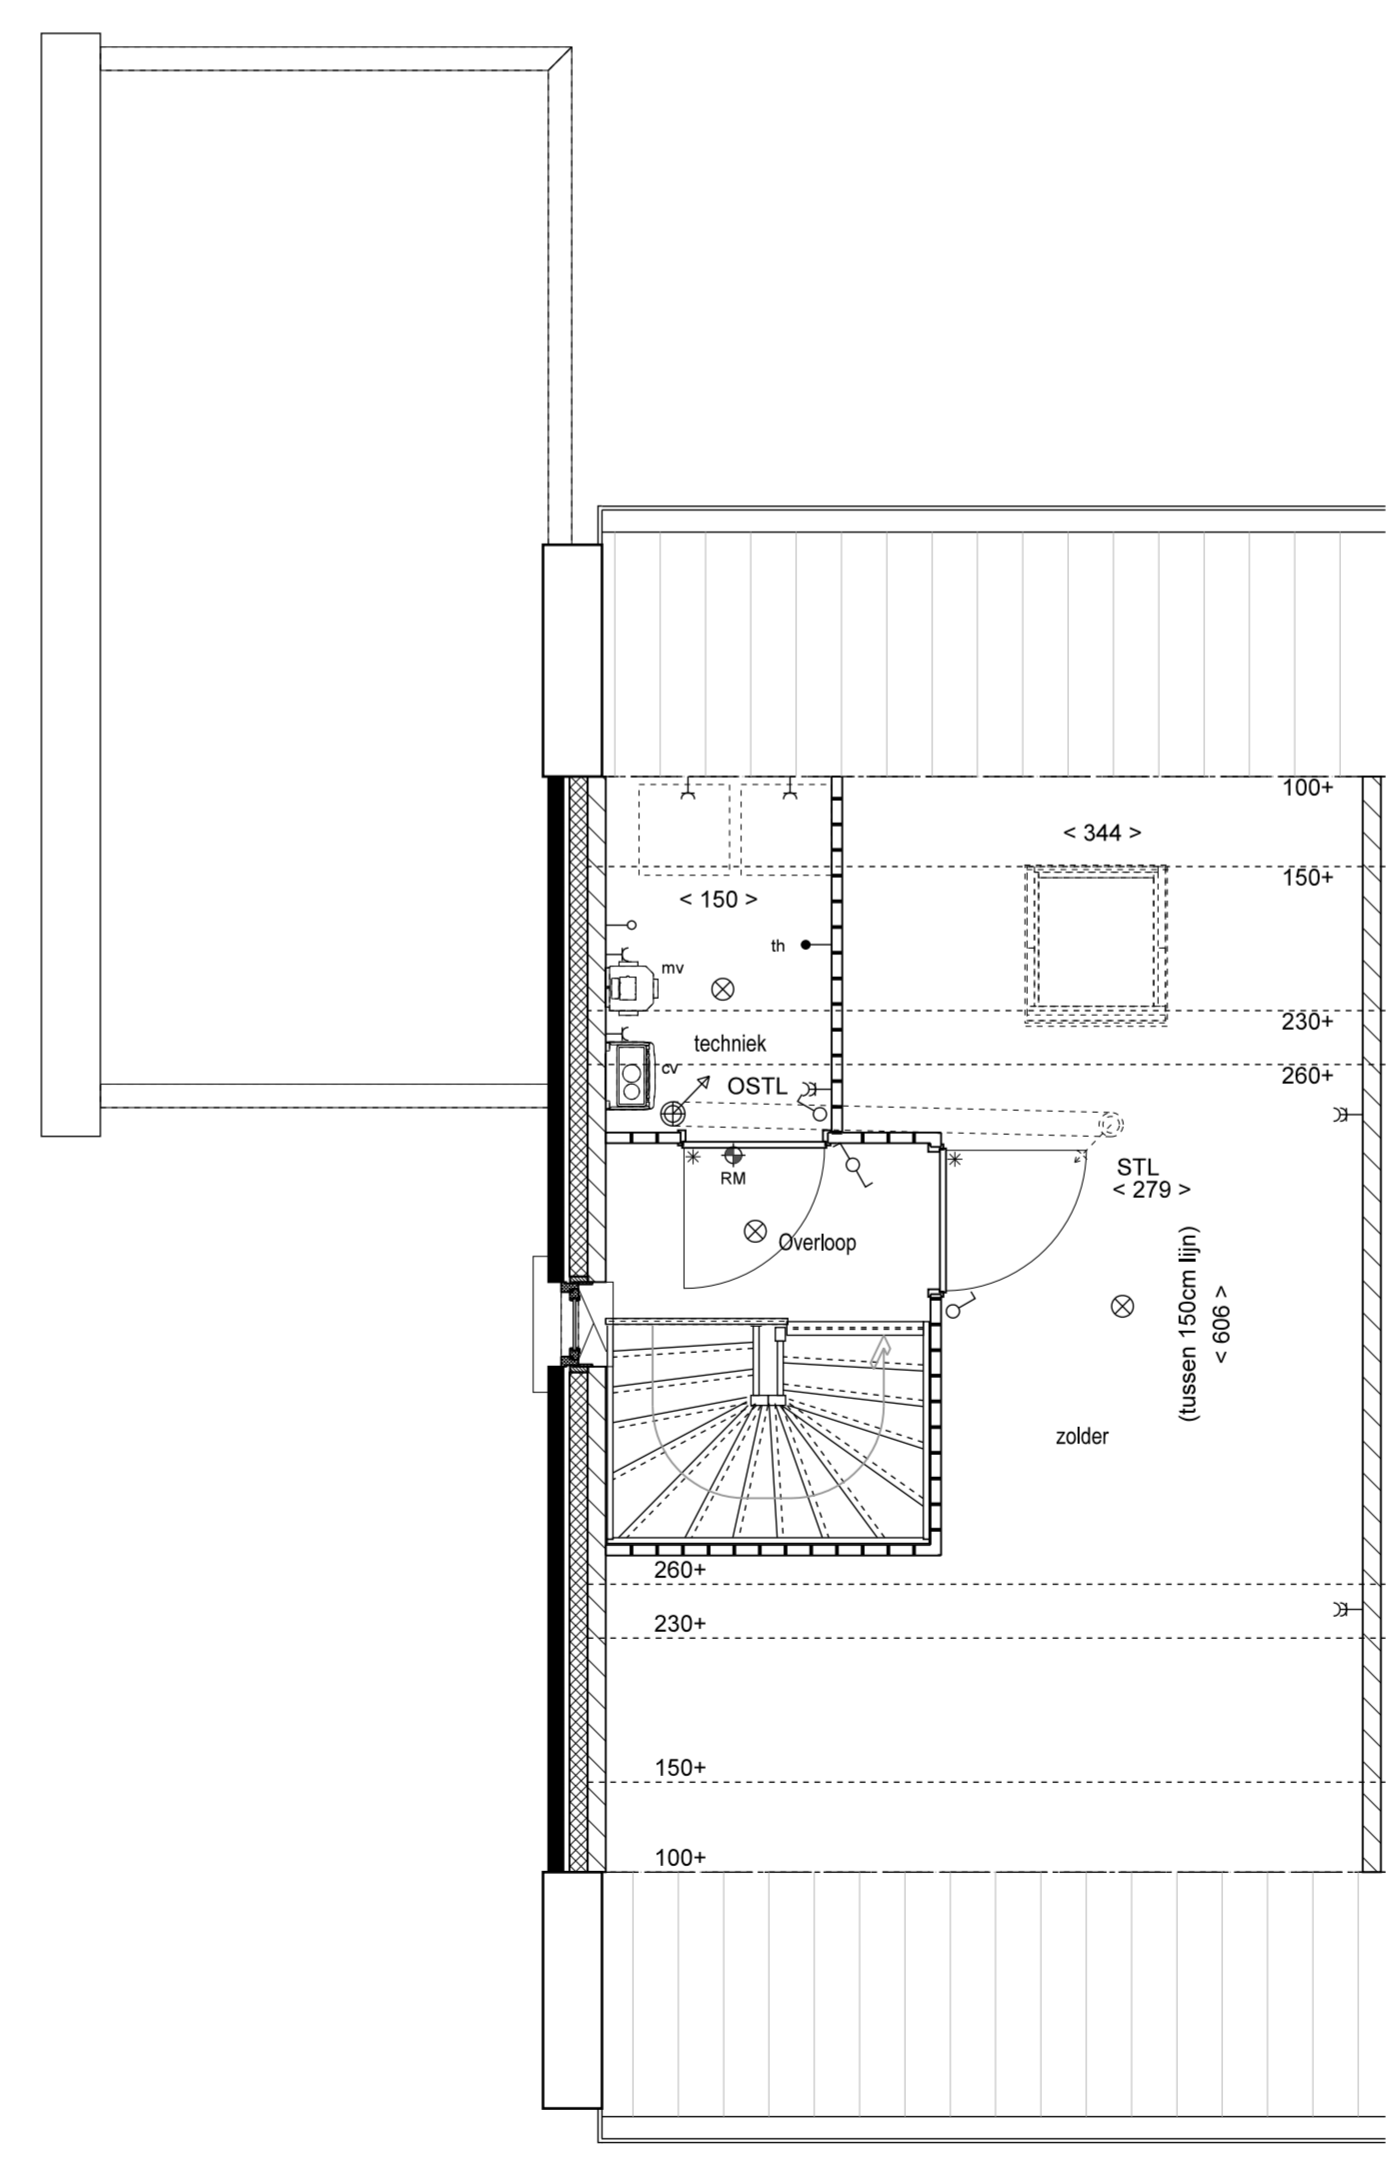 100+
< 344 >
150+
< 150 >
th
mv
230+
techniek
cv
260+
OSTL
STL
< 279 >
RM
Overloop
(tussen 150cm lijn)
< 606 >
zolder
260+
230+
150+
100+